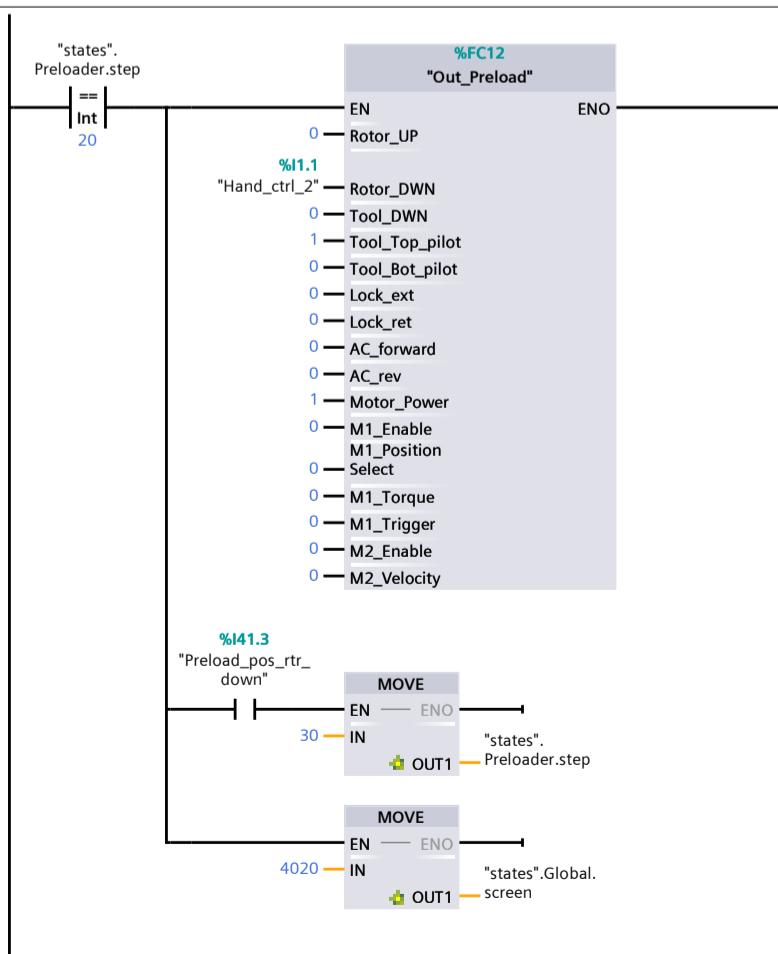 "states".
Preloader.step
==
Int
20
%FC12
"Out_Preload"
EN ENO
0 Rotor_UP
%I1.1
"Hand_ctrl_2" Rotor_DWN
0 Tool_DWN
1 Tool_Top_pilot
0 Tool_Bot_pilot
0 Lock_ext
0 Lock_ret
0 AC_forward
0 AC_rev
1 Motor_Power
0 M1_Enable
M1_Position
0 Select
0 M1_Torque
0 M1_Trigger
0 M2_Enable
0 M2_Velocity
%I41.3
"Preload_pos_rtr_
down"
MOVE
EN ENO
30 IN
OUT1
"states".
Preloader.step
MOVE
EN ENO
4020 IN
OUT1
"states".Global.
screen